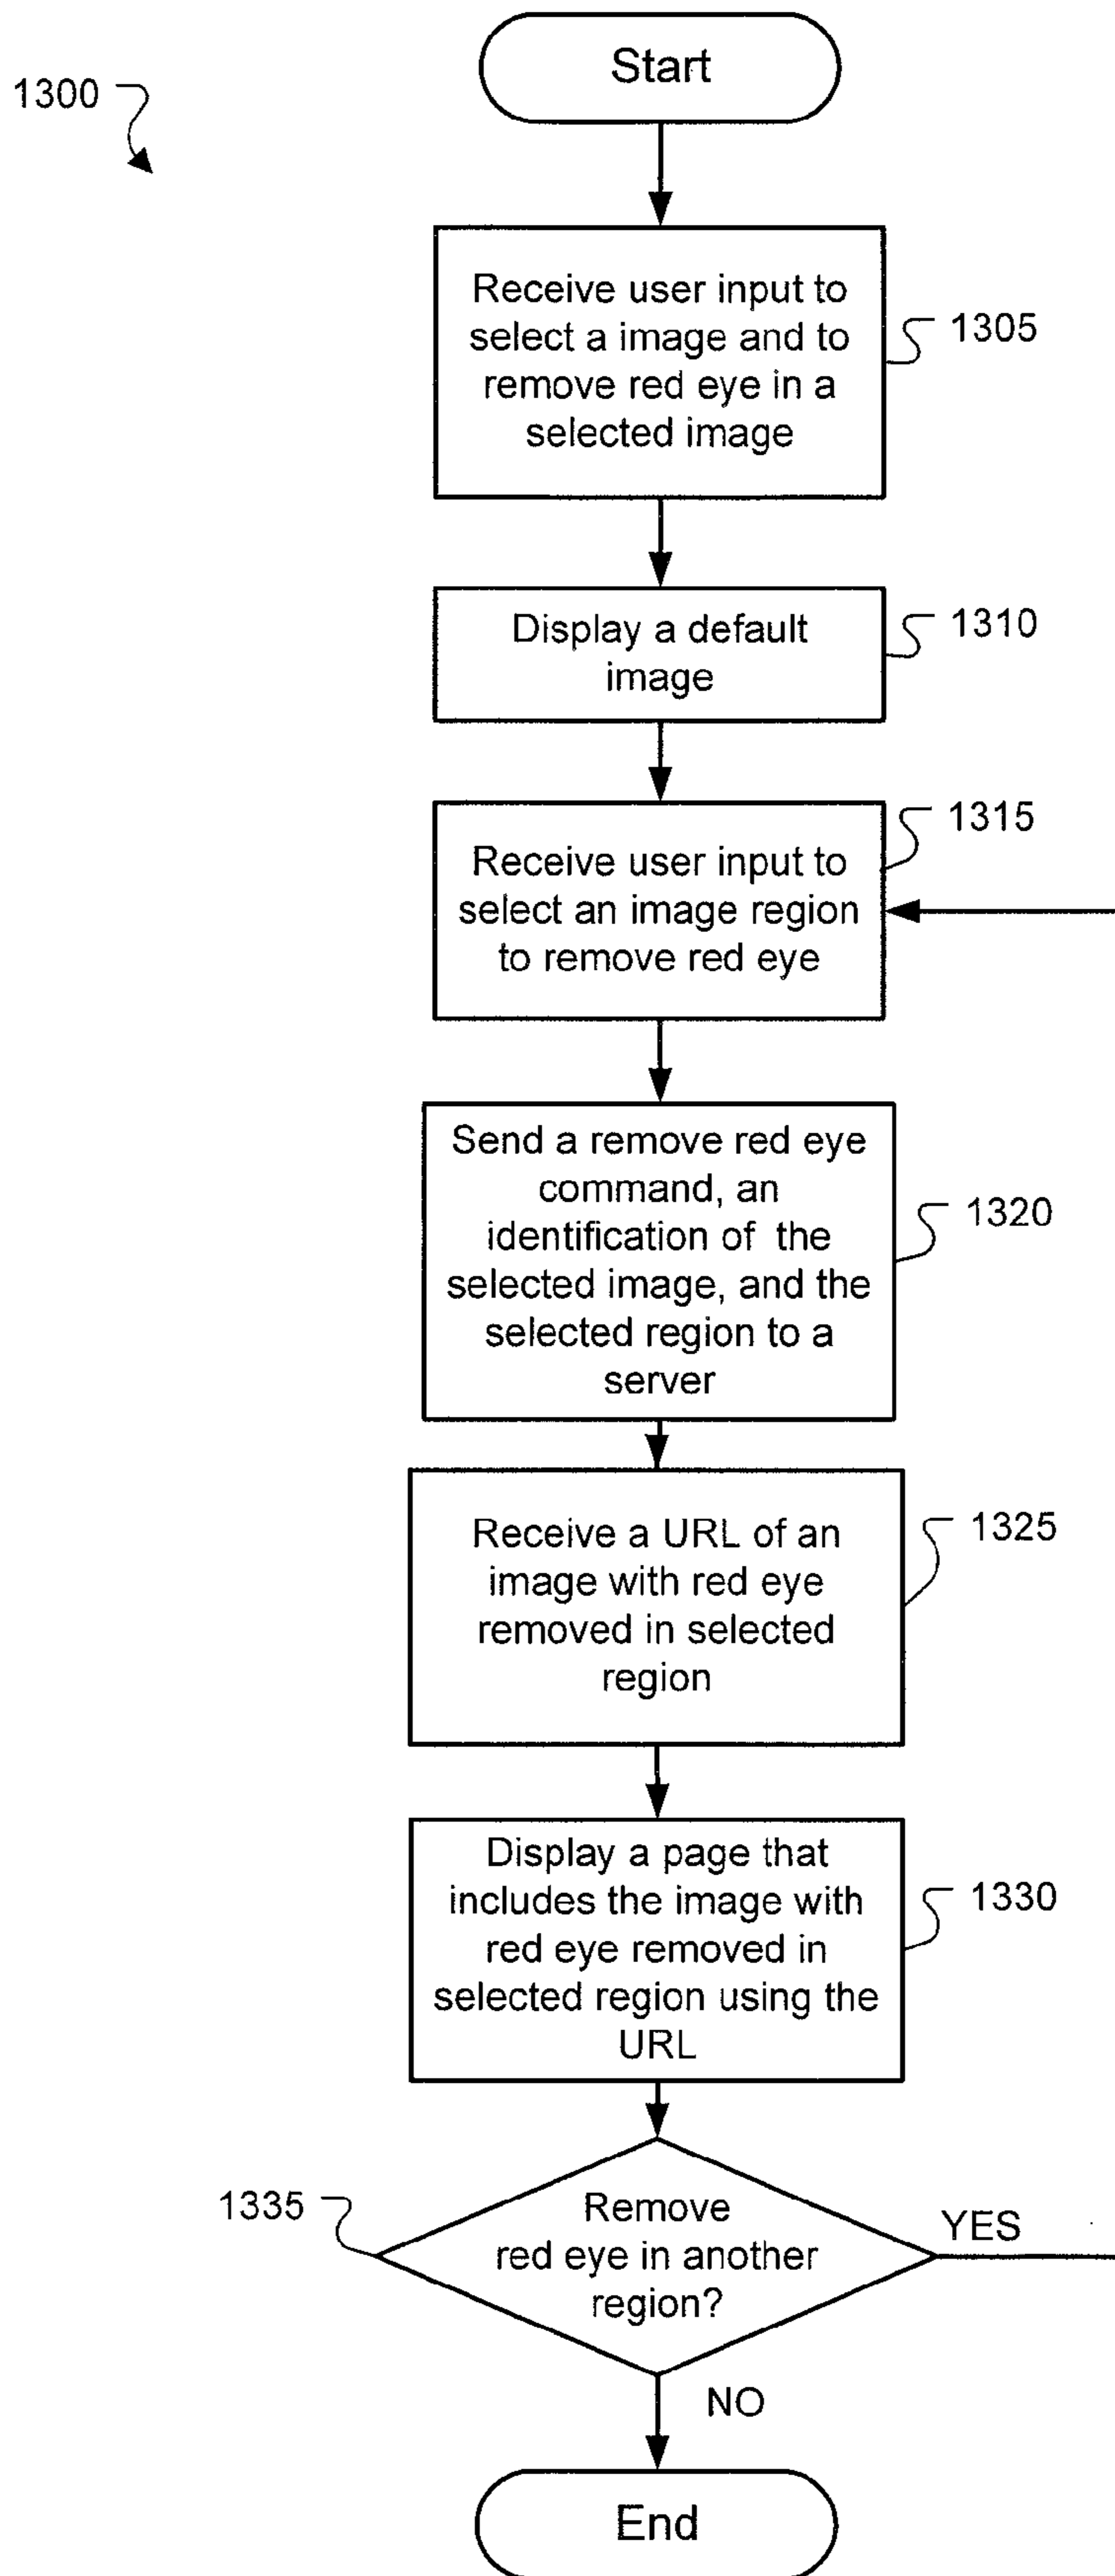 Start
1300
Receive user input to
select a image and to
remove red eye in a
selected image
1305
Display a default
image
1310
Receive user input to
select an image region
to remove red eye
1315
Send a remove red eye
command, an
identification of the
selected image, and the
selected region to a
server
1320
Receive a URL of an
image with red eye
removed in selected
region
1325
Display a page that
includes the image with
red eye removed in
selected region using the
URL
1330
1335
Remove
red eye in another
region?
YES
NO
End